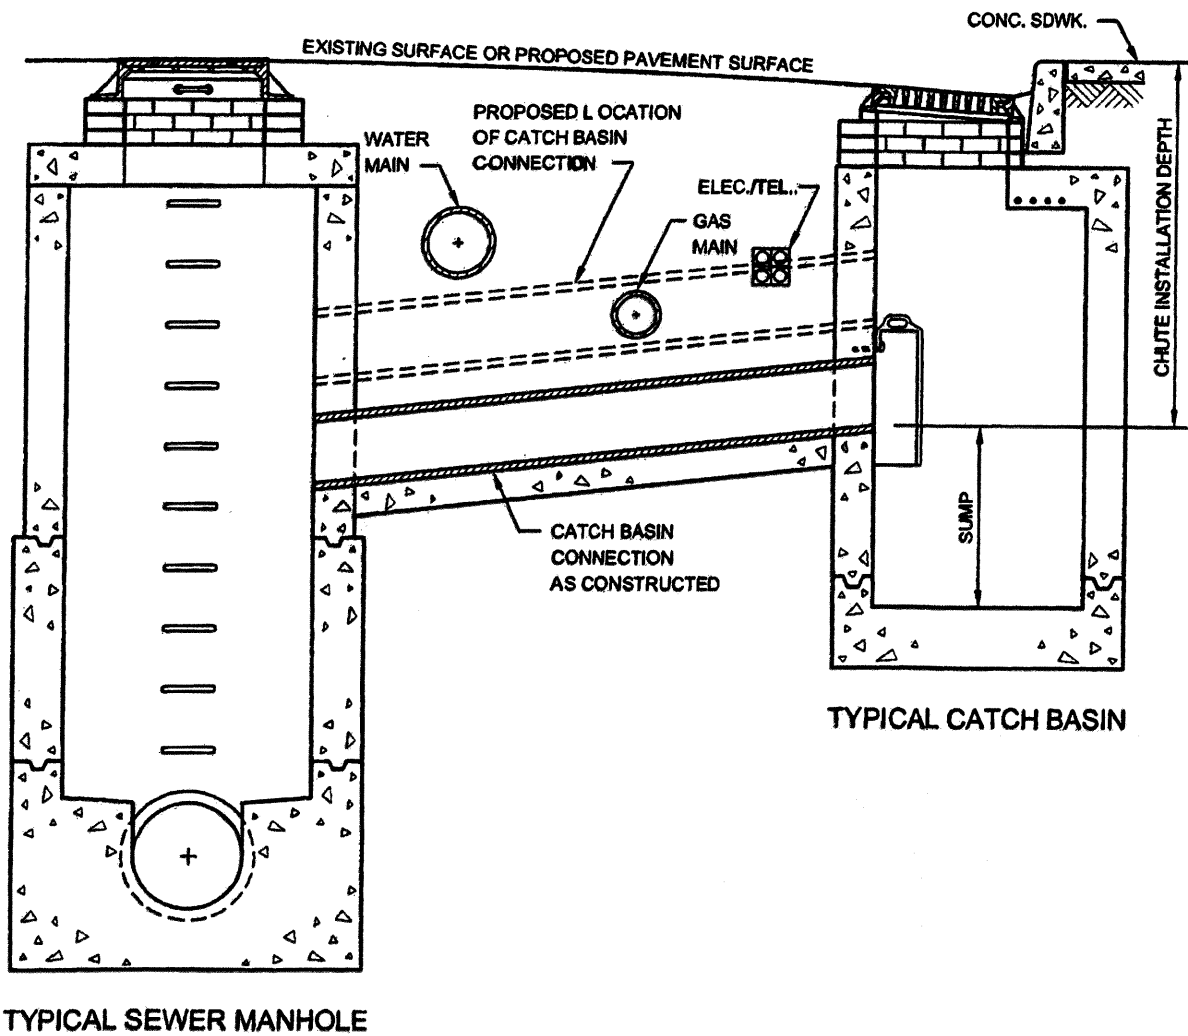 CONC. SDWK.
EXISTING SURFACE OR PROPOSED PAVEMENT SURFACE
PROPOSED L OCATION
OF CATCH BASIN
CONNECTION
WATER
MAIN
ELEC./TEL..
GAS
MAIN
CHUTE INSTALLATION DEPTH
SUMP
CATCH BASIN
CONNECTION
AS CONSTRUCTED
TYPICAL CATCH BASIN
TYPICAL SEWER MANHOLE